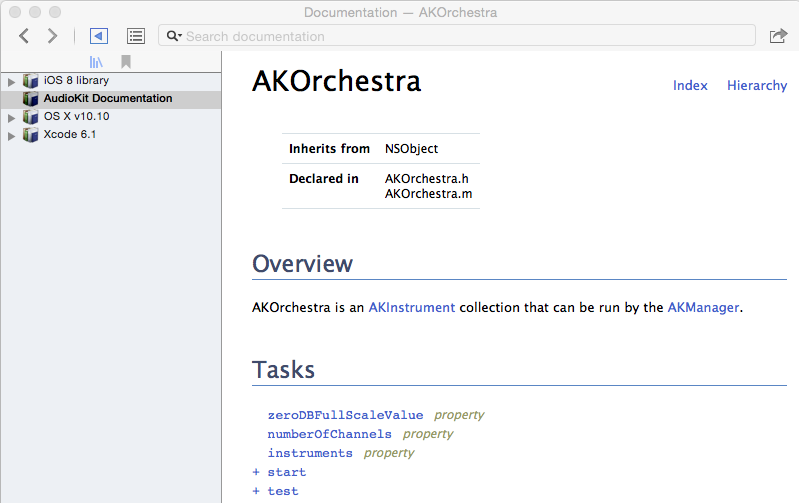 Documentation — AKOrchestra
Search documentation
iOS 8 library
AudioKit Documentation
OS X v10.10
Xcode 6.1
AKOrchestra
Index Hierarchy
Inherits from NSObject
Declared in AKOrchestra.h
AKOrchestra.m
Overview
AKOrchestra is an AKInstrument collection that can be run by the AKManager.
Tasks
zeroDBFullScaleValue property
numberOfChannels property
instruments property
+ start
+ test